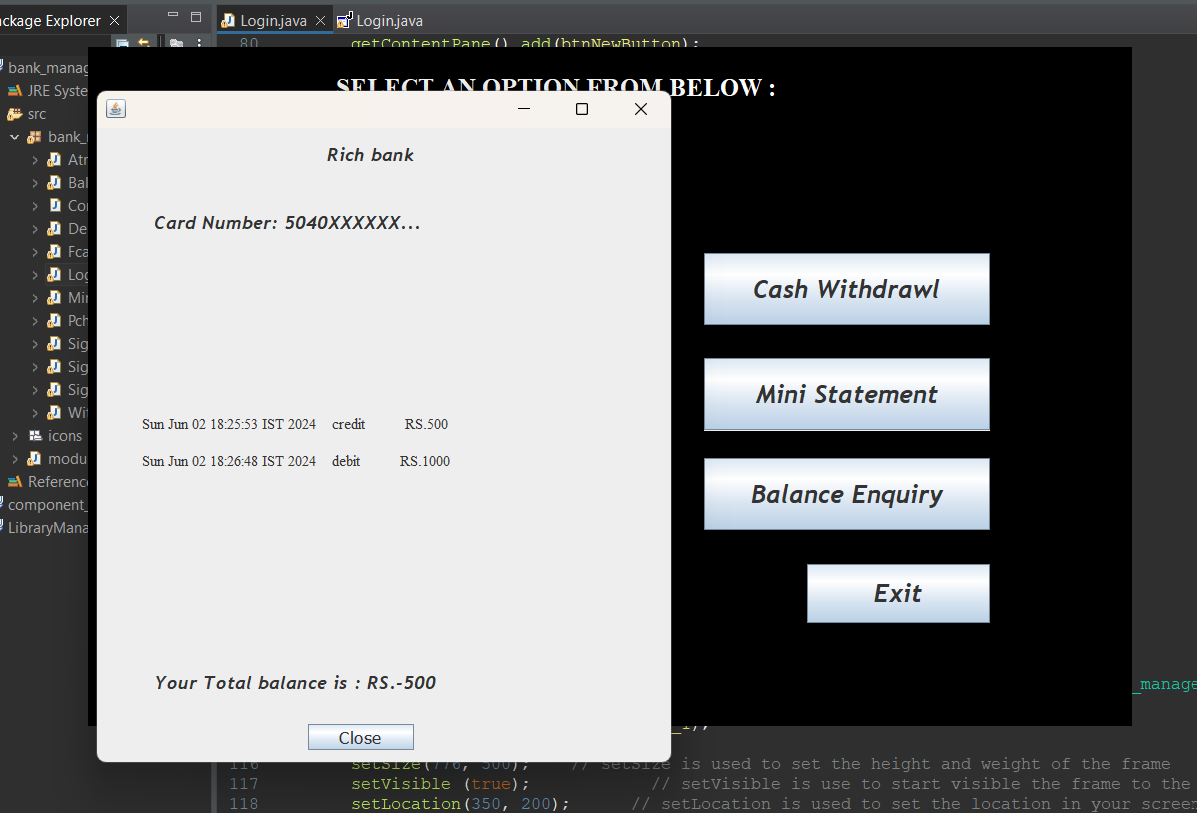 Package Explorer
Login.java
Login.java
80 getContentPane().add(btnNewButton);
bank_manag
JRE Syste
src
bank_
Atm
Bal
Co
De
Fca
Log
Min
Pch
Sig
Sig
Sig
Wit
icons
modu
Reference
component_
LibraryMana
SELECT AN OPTION FROM BELOW :
Rich bank
Card Number: 5040XXXXXX...
Sun Jun 02 18:25:53 IST 2024 credit RS.500
Sun Jun 02 18:26:48 IST 2024 debit RS.1000
Your Total balance is : RS.-500
Close
Cash Withdrawl
Mini Statement
Balance Enquiry
Exit
_manage
116 setSize(776, 500); // setSize is used to set the height and weight of the frame
117 setVisible (true); // setVisible is use to start visible the frame to the
118 setLocation(350, 200); // setLocation is used to set the location in your screen